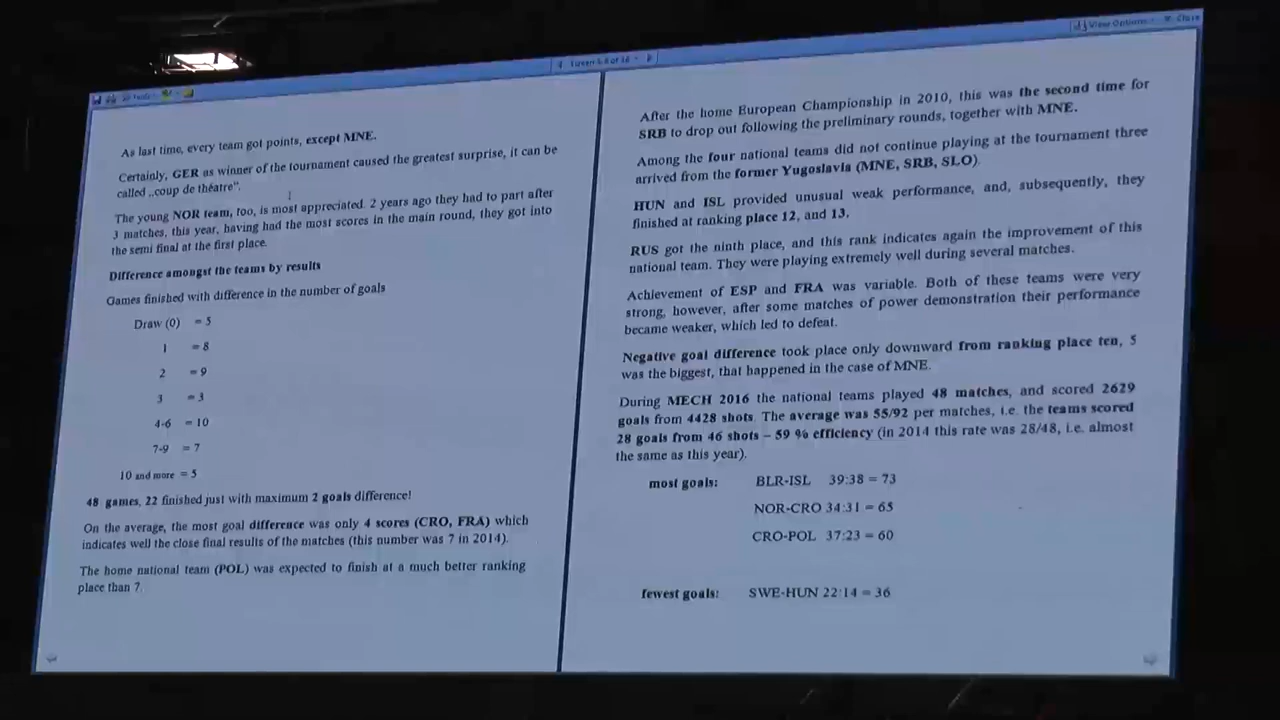 View Options
Close
As last time, every team got points, except MNE.
Certainly, GER as winner of the tournament caused the greatest surprise, it can be
called „coup de théatre".
The young NOR team, too, is most appreciated. 2 years ago they had to part after
3 matches, this year, having had the most scores in the main round, they got into
the semi final at the first place.
Difference amongst the teams by results
Games finished with difference in the number of goals
Draw (0) = 5
1 = 8
2 = 9
3 = 3
4-6 = 10
7-9 = 7
10 and more = 5
48 games, 22 finished just with maximum 2 goals difference!
On the average, the most goal difference was only 4 scores (CRO, FRA) which
indicates well the close final results of the matches (this number was 7 in 2014).
The home national team (POL) was expected to finish at a much better ranking
place than 7.
After the home European Championship in 2010, this was the second time for
SRB to drop out following the preliminary rounds, together with MNE.
Among the four national teams did not continue playing at the tournament three
arrived from the former Yugoslavia (MNE, SRB, SLO).
HUN and ISL provided unusual weak performance, and, subsequently, they
finished at ranking place 12, and 13.
RUS got the ninth place, and this rank indicates again the improvement of this
national team. They were playing extremely well during several matches.
Achievement of ESP and FRA was variable. Both of these teams were very
strong, however, after some matches of power demonstration their performance
became weaker, which led to defeat.
Negative goal difference took place only downward from ranking place ten, 5
was the biggest, that happened in the case of MNE.
During MECH 2016 the national teams played 48 matches, and scored 2629
goals from 4428 shots. The average was 55/92 per matches, i.e. the teams scored
28 goals from 46 shots – 59 % efficiency (in 2014 this rate was 28/48, i.e. almost
the same as this year).
most goals: BLR-ISL 39:38 = 73
NOR-CRO 34:31 = 65
CRO-POL 37:23 = 60
fewest goals: SWE-HUN 22:14 = 36